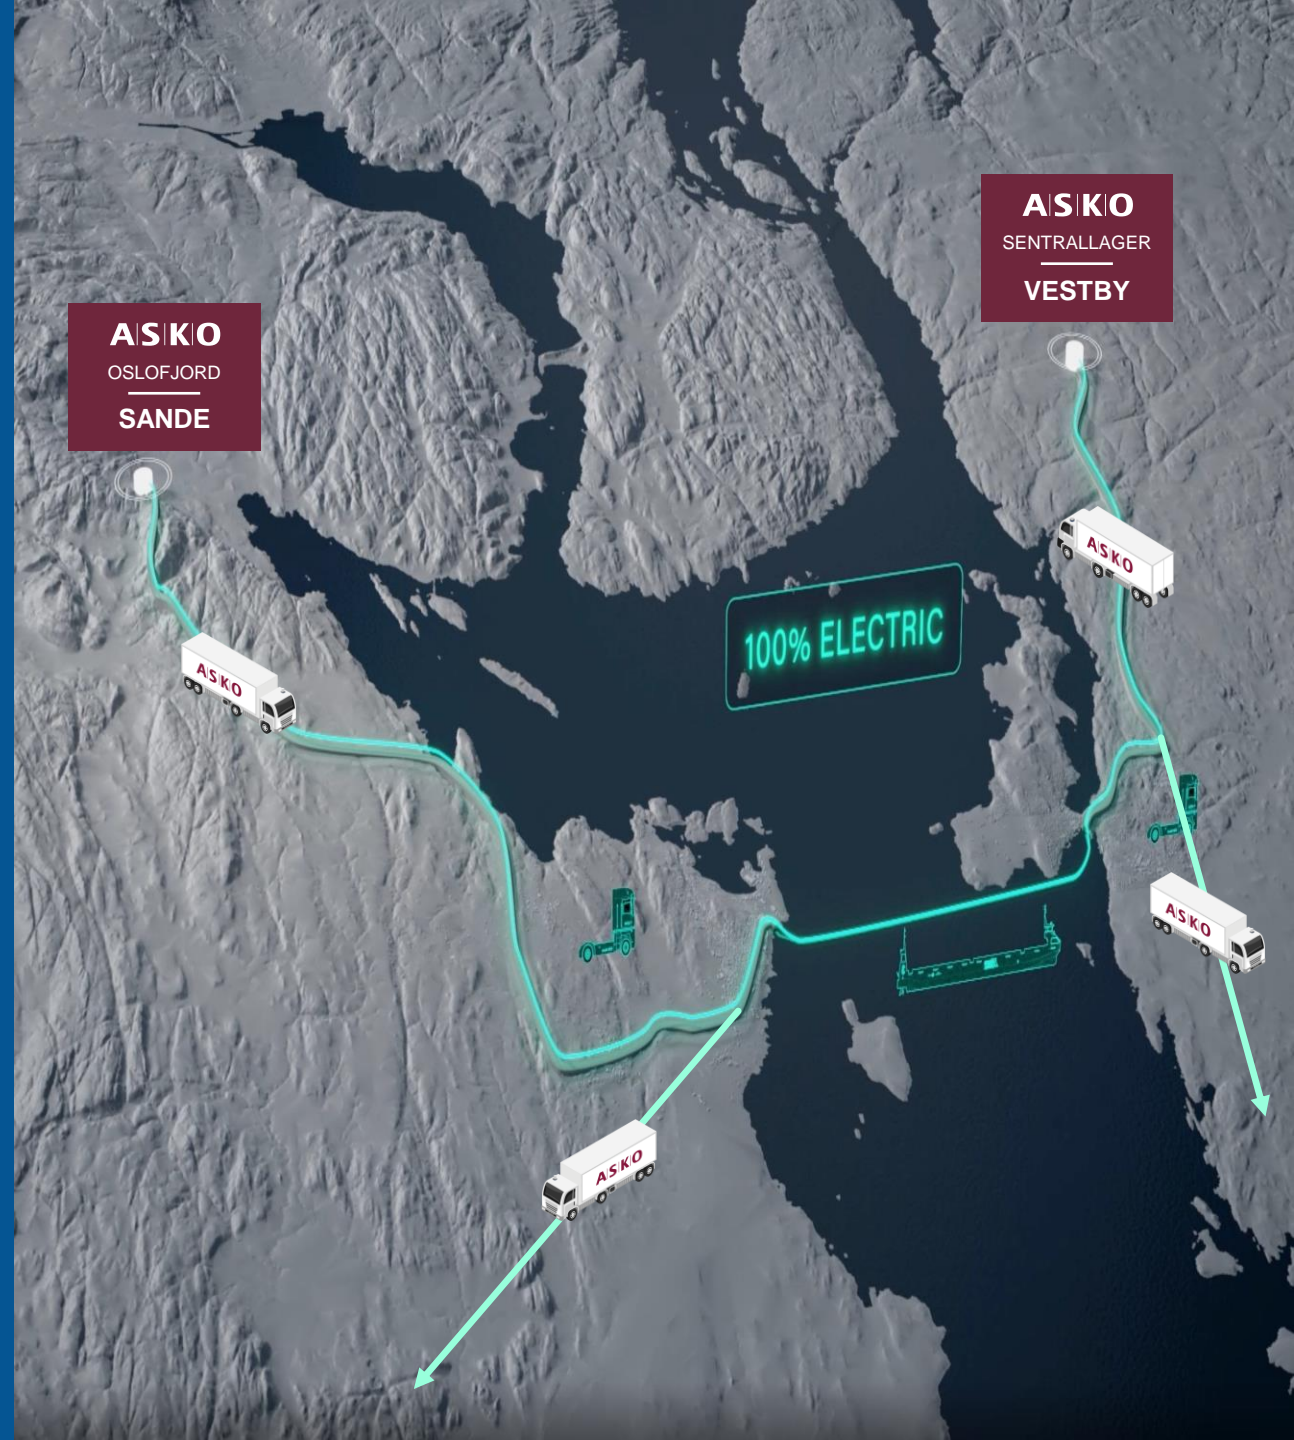 ASKO
SENTRALLAGER
VESTBY
ASKO
OSLOFJORD
SANDE
ASKO
100% ELECTRIC
ASKO
ASKO
ASKO